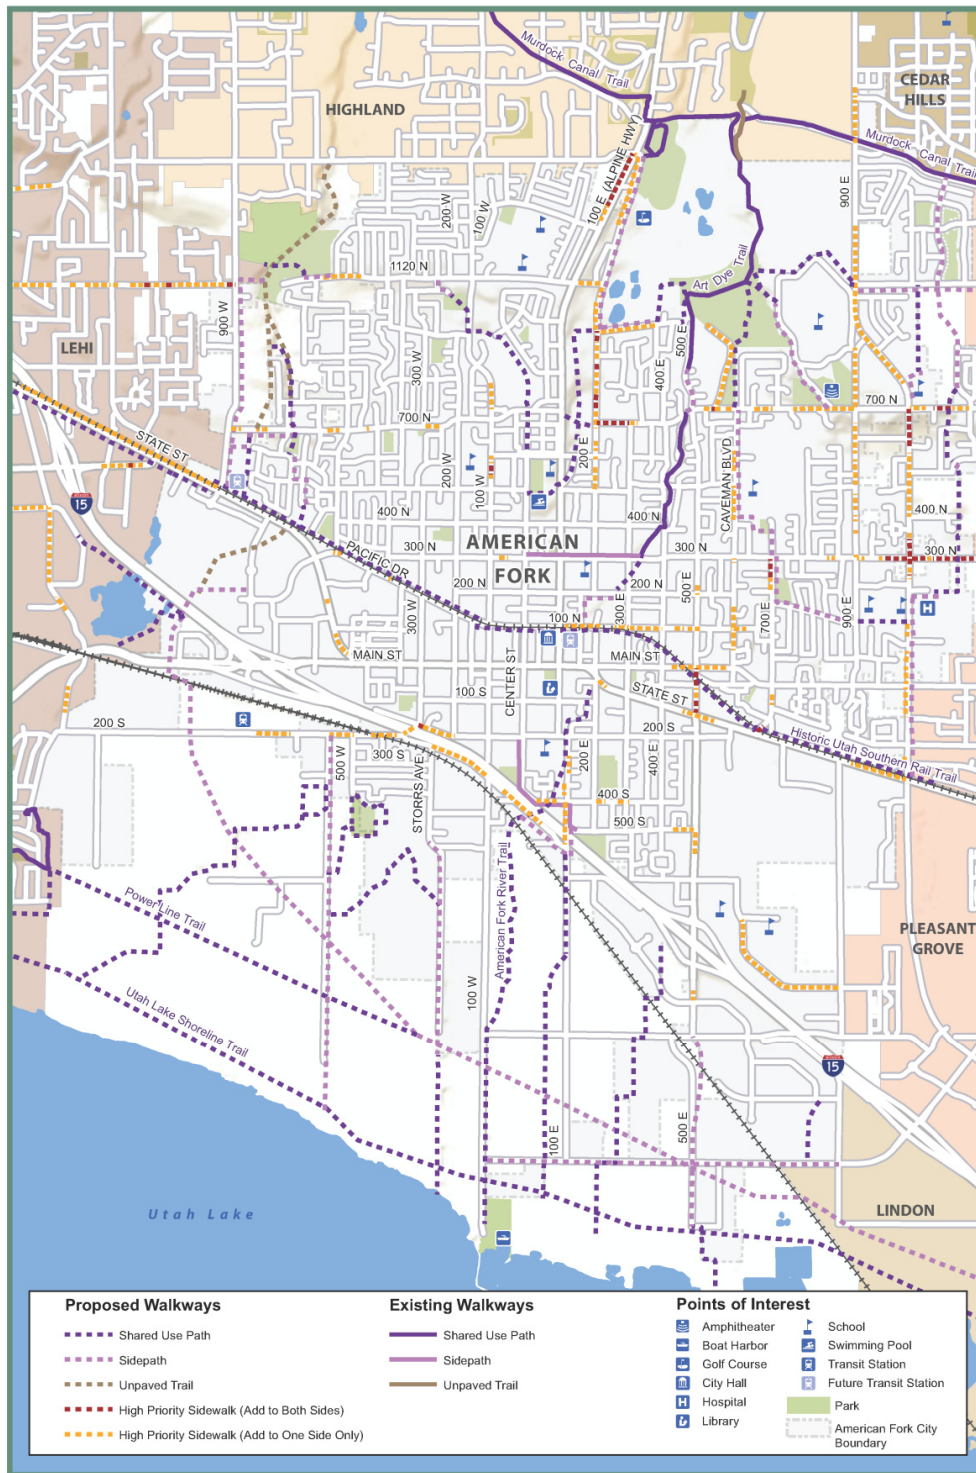 Murdock Canal Trail
HIGHLAND
CEDAR
HILLS
Murdock Canal Trail
100 E (ALPINE HWY)
900 E
200 W
100 W
1120 N
Art Dye Trail
900 W
LEHI
300 W
500 E
400 E
700 N
700 N
STATE ST
200 W
100 W
200 E
CAVEMAN BLVD
15
400 N
400 N
400 N
300 N
AMERICAN
FORK
300 N
300 N
PACIFIC DR
200 N
200 N
500 E
300 W
100 N
300 E
700 E
900 E
MAIN ST
MAIN ST
CENTER ST
100 S
STATE ST
200 S
200 S
Historic Utah Southern Rail Trail
300 S
500 W
STORRS AVE
200 E
400 E
400 S
500 S
American Fork River Trail
Power Line Trail
PLEASANT
GROVE
Utah Lake Shoreline Trail
100 W
15
100 E
500 E
Utah Lake
LINDON
Proposed Walkways
Shared Use Path
Sidepath
Unpaved Trail
High Priority Sidewalk (Add to Both Sides)
High Priority Sidewalk (Add to One Side Only)
Existing Walkways
Shared Use Path
Sidepath
Unpaved Trail
Points of Interest
Amphitheater
Boat Harbor
Golf Course
City Hall
Hospital
Library
School
Swimming Pool
Transit Station
Future Transit Station
Park
American Fork City
Boundary